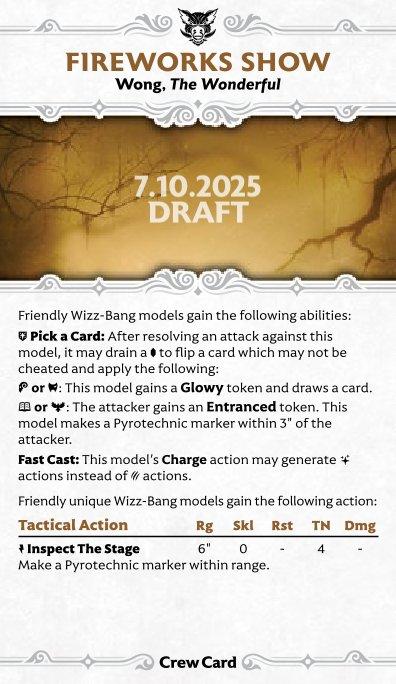 FIREWORKS SHOW
Wong, The Wonderful
7.10.2025
DRAFT
Friendly Wizz-Bang models gain the following abilities:
Pick a Card: After resolving an attack against this
model, it may drain a to flip a card which may not be
cheated and apply the following:
or : This model gains a Glowy token and draws a card.
or : The attacker gains an Entranced token. This
model makes a Pyrotechnic marker within 3" of the
attacker.
Fast Cast: This model's Charge action may generate
actions instead of actions.
Friendly unique Wizz-Bang models gain the following action:
Tactical Action Rg Skl Rst TN Dmg
Inspect The Stage 6" 0 - 4 -
Make a Pyrotechnic marker within range.
Crew Card